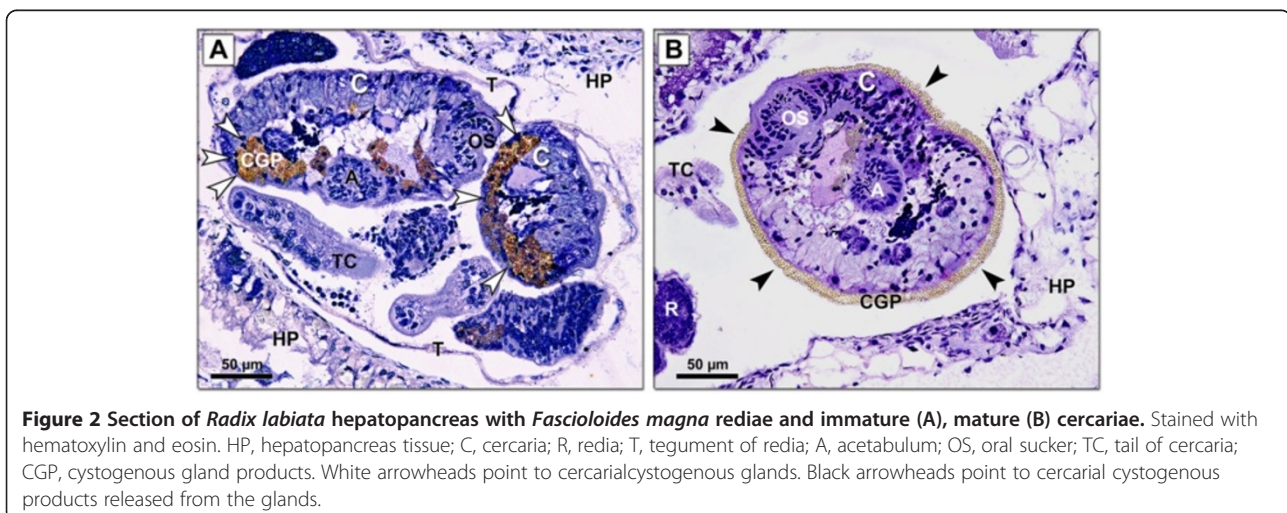 A
C
T
HP
CGP
OS
C
A
TC
HP
T
50 µm
B
C
OS
TC
A
R
CGP
HP
50 µm
Figure 2 Section of Radix labiata hepatopancreas with Fascioloides magna rediae and immature (A), mature (B) cercariae. Stained with
hematoxylin and eosin. HP, hepatopancreas tissue; C, cercaria; R, redia; T, tegument of redia; A, acetabulum; OS, oral sucker; TC, tail of cercaria;
CGP, cystogenous gland products. White arrowheads point to cercarialcystogenous glands. Black arrowheads point to cercarial cystogenous
products released from the glands.